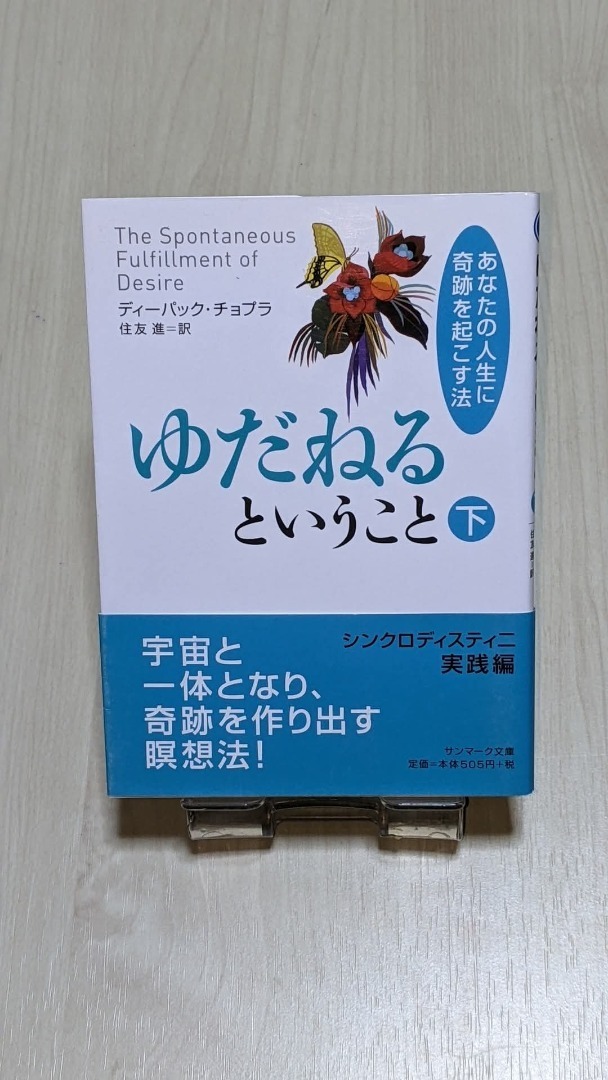 The Spontaneous
Fulfillment of
Desire
ディーパック・チョプラ
住友 進=訳
あなたの人生に
奇跡を起こす法
ゆだねる
ということ 下
シンクロディスティニ
実践編
宇宙と
一体となり、
奇跡を作り出す
瞑想法!
サンマーク文庫
定価=本体505円+税